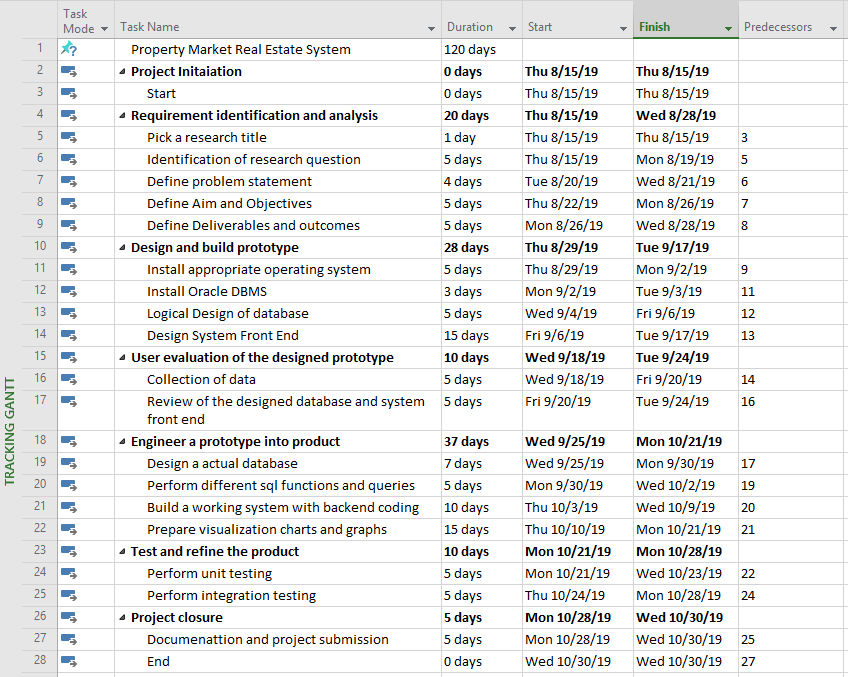 Task Mode Task Name Duration Start Finish Predecessors
1 ? Property Market Real Estate System 120 days
2 Project Initaiation 0 days Thu 8/15/19 Thu 8/15/19
3 Start 0 days Thu 8/15/19 Thu 8/15/19
4 Requirement identification and analysis 20 days Thu 8/15/19 Wed 8/28/19
5 Pick a research title 1 day Thu 8/15/19 Thu 8/15/19 3
6 Identification of research question 5 days Thu 8/15/19 Mon 8/19/19 5
7 Define problem statement 4 days Tue 8/20/19 Wed 8/21/19 6
8 Define Aim and Objectives 5 days Thu 8/22/19 Mon 8/26/19 7
9 Define Deliverables and outcomes 5 days Mon 8/26/19 Wed 8/28/19 8
10 Design and build prototype 28 days Thu 8/29/19 Tue 9/17/19
11 Install appropriate operating system 5 days Thu 8/29/19 Mon 9/2/19 9
12 Install Oracle DBMS 3 days Mon 9/2/19 Tue 9/3/19 11
13 Logical Design of database 5 days Wed 9/4/19 Fri 9/6/19 12
14 Design System Front End 15 days Fri 9/6/19 Tue 9/17/19 13
15 User evaluation of the designed prototype 10 days Wed 9/18/19 Tue 9/24/19
16 Collection of data 5 days Wed 9/18/19 Fri 9/20/19 14
17 Review of the designed database and system 5 days Fri 9/20/19 Tue 9/24/19 16
front end
18 Engineer a prototype into product 37 days Wed 9/25/19 Mon 10/21/19
19 Design a actual database 7 days Wed 9/25/19 Mon 9/30/19 17
20 Perform different sql functions and queries 5 days Mon 9/30/19 Wed 10/2/19 19
21 Build a working system with backend coding 10 days Thu 10/3/19 Wed 10/9/19 20
22 Prepare visualization charts and graphs 15 days Thu 10/10/19 Mon 10/21/19 21
23 Test and refine the product 10 days Mon 10/21/19 Mon 10/28/19
24 Perform unit testing 5 days Mon 10/21/19 Wed 10/23/19 22
25 Perform integration testing 5 days Thu 10/24/19 Mon 10/28/19 24
26 Project closure 5 days Mon 10/28/19 Wed 10/30/19
27 Documenattion and project submission 5 days Mon 10/28/19 Wed 10/30/19 25
28 End 0 days Wed 10/30/19 Wed 10/30/19 27
TRACKING GANTT